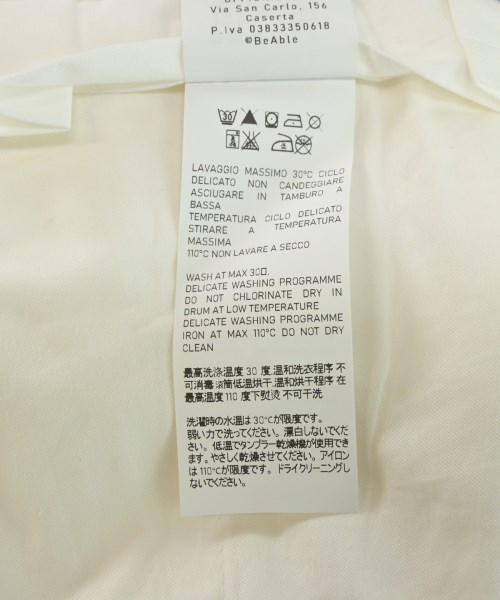 Via San Carlo, 156
Caserta
P.Iva 03833350618
©BeAble
LAVAGGIO MASSIMO 30°C CICLO
DELICATO NON CANDEGGIARE
ASCIUGARE IN TAMBURO A
BASSA
TEMPERATURA CICLO DELICATO
STIRARE A TEMPERATURA
MASSIMA
110°C NON LAVARE A SECCO
WASH AT MAX 30▯.
DELICATE WASHING PROGRAMME
DO NOT CHLORINATE DRY IN
DRUM AT LOW TEMPERATURE
DELICATE WASHING PROGRAMME
IRON AT MAX 110°C DO NOT DRY
CLEAN
最高洗涤温度 30 度,温和洗衣程序 不
可消毒 滚筒低温烘干,温和烘干程序 在
最高温度 110 度下熨烫 不可干洗
洗濯時の水温は30℃が限度です。
弱い力で洗ってください。漂白しないでくだ
さい。低温でタンブラー乾燥機が使用でき
ます。やさしく乾燥させてください。アイロン
は110℃が限度です。ドライクリーニングし
ないでください。